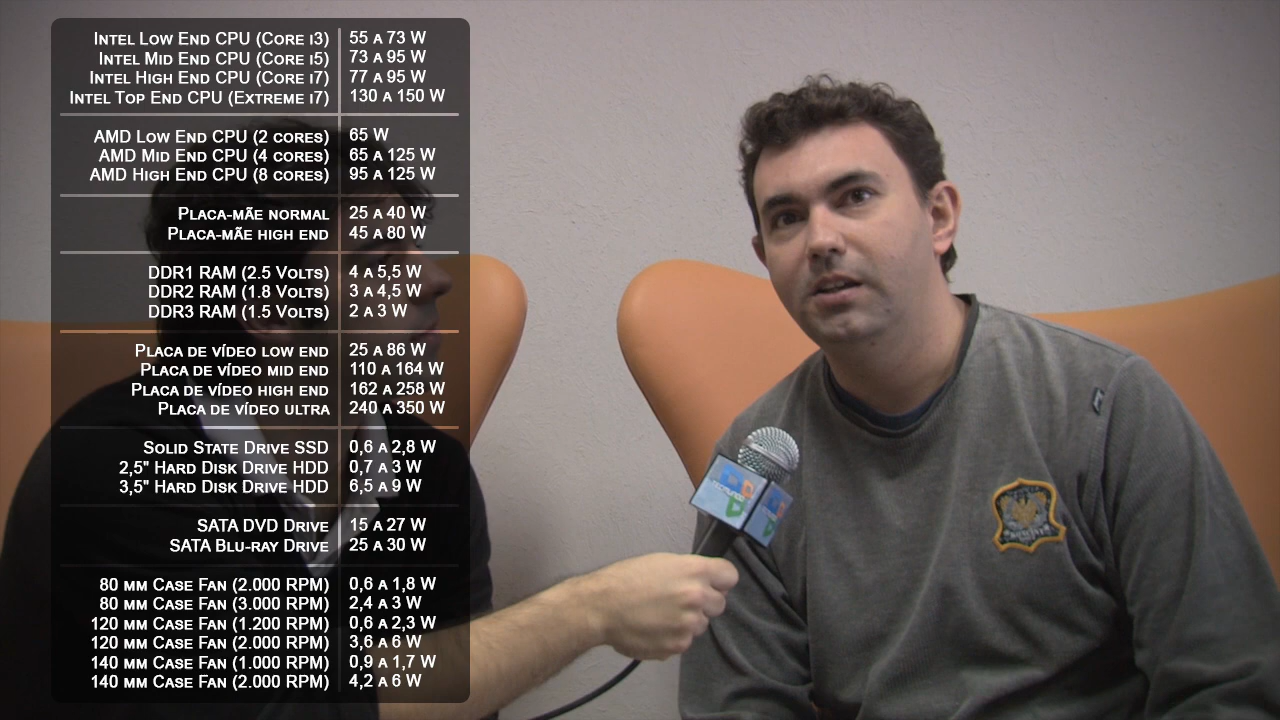 Intel Low End CPU (Core i3) 55 a 73 W
Intel Mid End CPU (Core i5) 73 a 95 W
Intel High End CPU (Core i7) 77 a 95 W
Intel Top End CPU (Extreme i7) 130 a 150 W
AMD Low End CPU (2 cores) 65 W
AMD Mid End CPU (4 cores) 65 a 125 W
AMD High End CPU (8 cores) 95 a 125 W
Placa-mãe normal 25 a 40 W
Placa-mãe high end 45 a 80 W
DDR1 RAM (2.5 Volts) 4 a 5,5 W
DDR2 RAM (1.8 Volts) 3 a 4,5 W
DDR3 RAM (1.5 Volts) 2 a 3 W
Placa de vídeo low end 25 a 86 W
Placa de vídeo mid end 110 a 164 W
Placa de vídeo high end 162 a 258 W
Placa de vídeo ultra 240 a 350 W
Solid State Drive SSD 0,6 a 2,8 W
2,5" Hard Disk Drive HDD 0,7 a 3 W
3,5" Hard Disk Drive HDD 6,5 a 9 W
SATA DVD Drive 15 a 27 W
SATA Blu-ray Drive 25 a 30 W
80 mm Case Fan (2.000 RPM) 0,6 a 1,8 W
80 mm Case Fan (3.000 RPM) 2,4 a 3 W
120 mm Case Fan (1.200 RPM) 0,6 a 2,3 W
120 mm Case Fan (2.000 RPM) 3,6 a 6 W
140 mm Case Fan (1.000 RPM) 0,9 a 1,7 W
140 mm Case Fan (2.000 RPM) 4,2 a 6 W